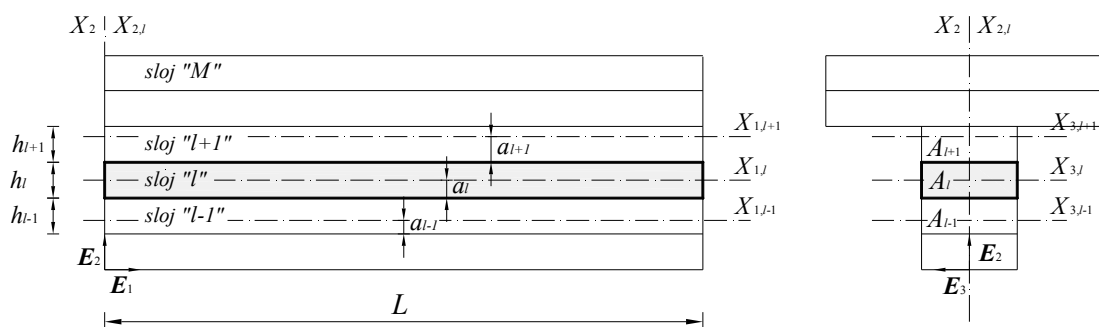 X2 X2,l
sloj "M"
hl+1
sloj "l+1"
al+1
X1,l+1
hl
sloj "l"
al
X1,l
hl-1
sloj "l-1"
al-1
X1,l-1
E2
E1
L
X2 X2,l
X3,l+1
Al+1
Al
X3,l
Al-1
X3,l-1
E2
E3